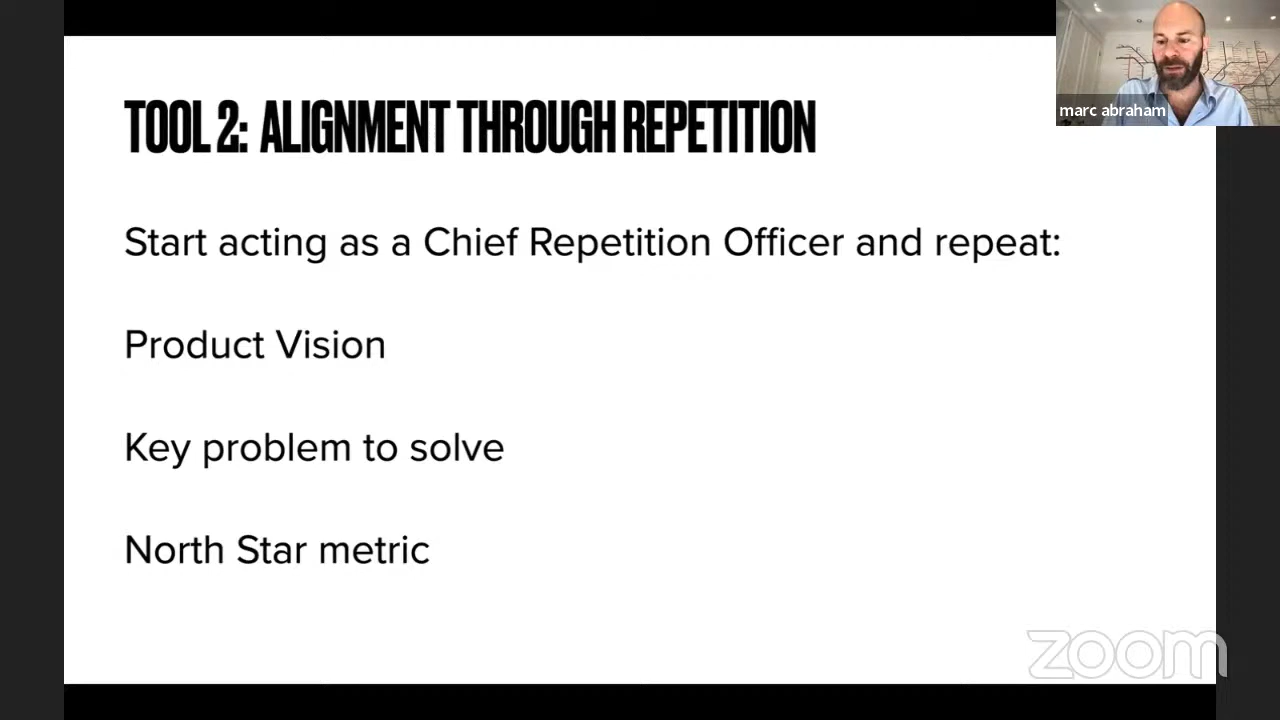 TOOL 2: ALIGNMENT THROUGH REPETITION
Start acting as a Chief Repetition Officer and repeat:
Product Vision
Key problem to solve
North Star metric
marc abraham
zoom